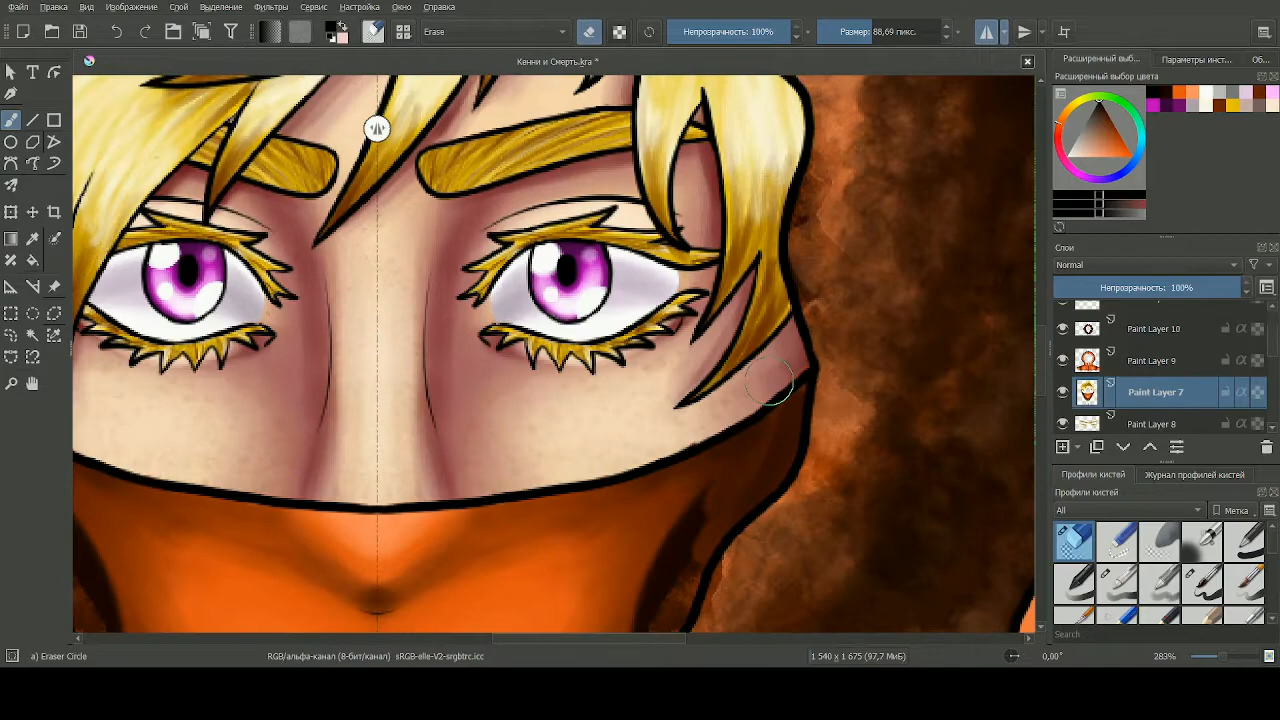 Файл Правка Вид Изображение Слой Выделение Фильтры Сервис Настройка Окно Справка
Erase
Непрозрачность: 100%
Размер: 88,69 пикс.
Кенни и Смерть.kra *
Расширенный выб...
Параметры инст...
Об...
Расширенный выбор цвета
Слои
Normal
Непрозрачность: 100%
Paint Layer 10
Paint Layer 9
Paint Layer 7
Paint Layer 8
Профили кистей
Журнал профилей кистей
Профили кистей
All
Метка
Search
a) Eraser Circle
RGB/альфа-канал (8-бит/канал) sRGB-elle-V2-srgbtrc.icc
1 540 x 1 675 (97,7 МиБ)
0,00°
283%